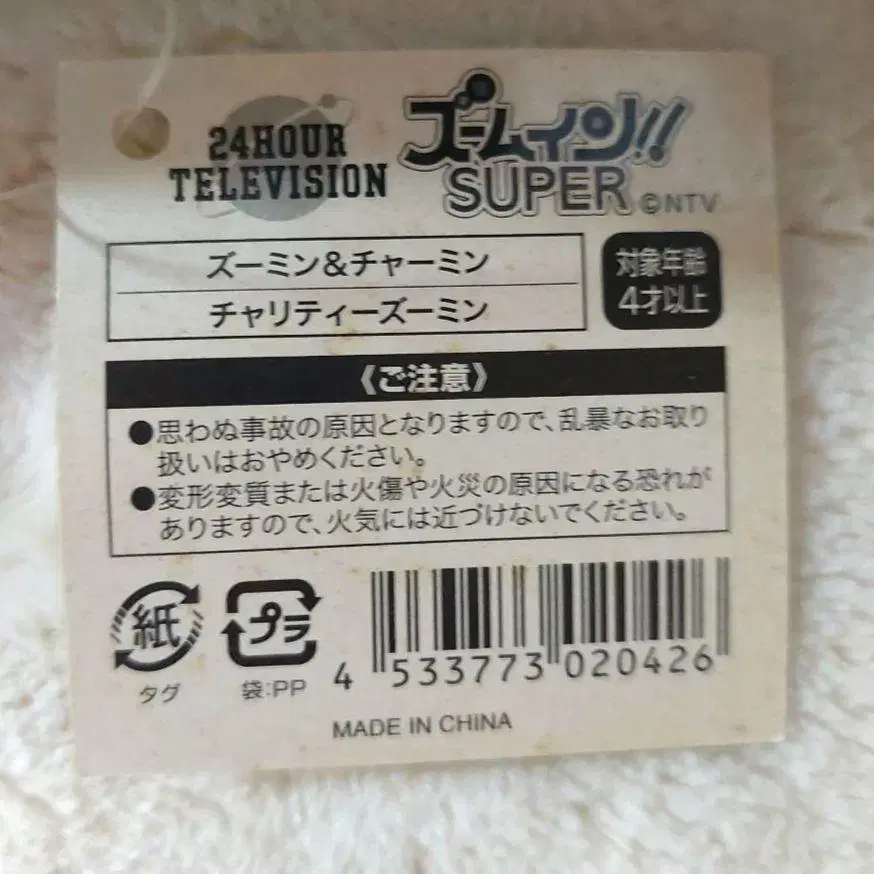 24HOUR
TELEVISION
ズームイン!!
SUPER ©NTV
ズーミン&チャーミン
チャリティーズーミン
対象年齢
4才以上
《ご注意》
●思わぬ事故の原因となりますので、乱暴なお取り
扱いはおやめください。
●変形変質または火傷や火災の原因になる恐れが
ありますので、火気には近づけないでください。
紙
タグ
プラ
袋:PP
4 533773 020426
MADE IN CHINA